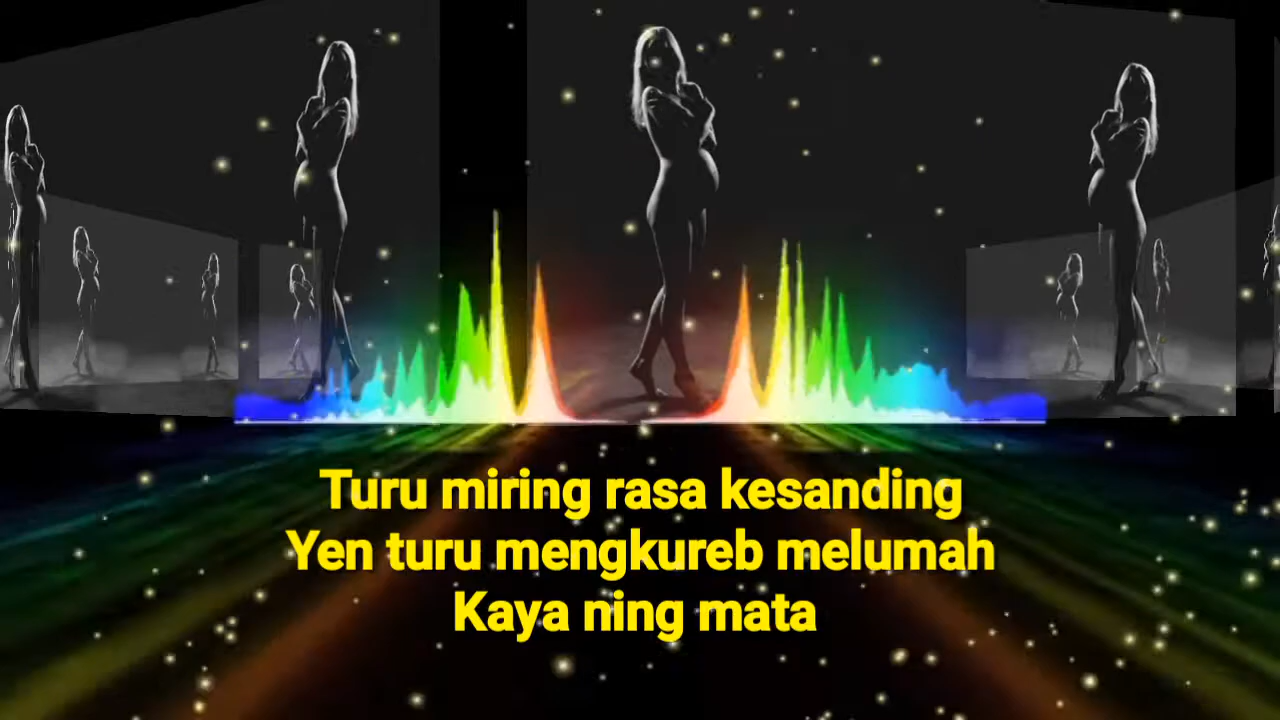 Turu miring rasa kesanding
Yen turu mengkureb melumah
Kaya ning mata